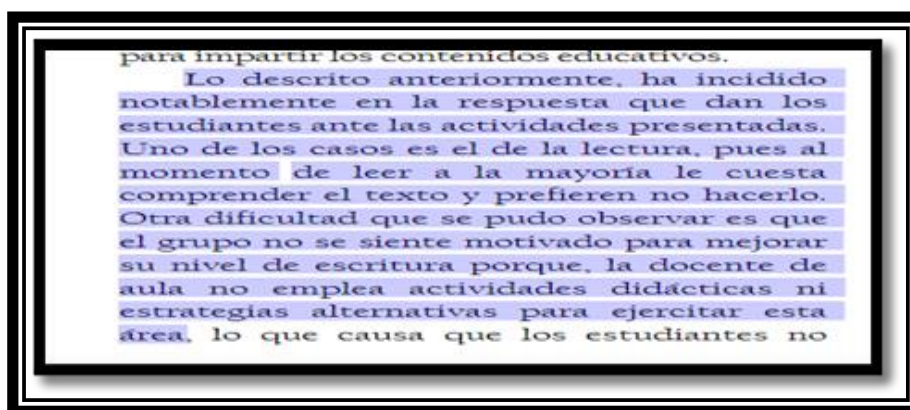 para impartir los contenidos educativos.
Lo descrito anteriormente, ha incidido
notablemente en la respuesta que dan los
estudiantes ante las actividades presentadas.
Uno de los casos es el de la lectura, pues al
momento de leer a la mayoría le cuesta
comprender el texto y prefieren no hacerlo.
Otra dificultad que se pudo observar es que
el grupo no se siente motivado para mejorar
su nivel de escritura porque, la docente de
aula no emplea actividades didácticas ni
estrategias alternativas para ejercitar esta
área, lo que causa que los estudiantes no